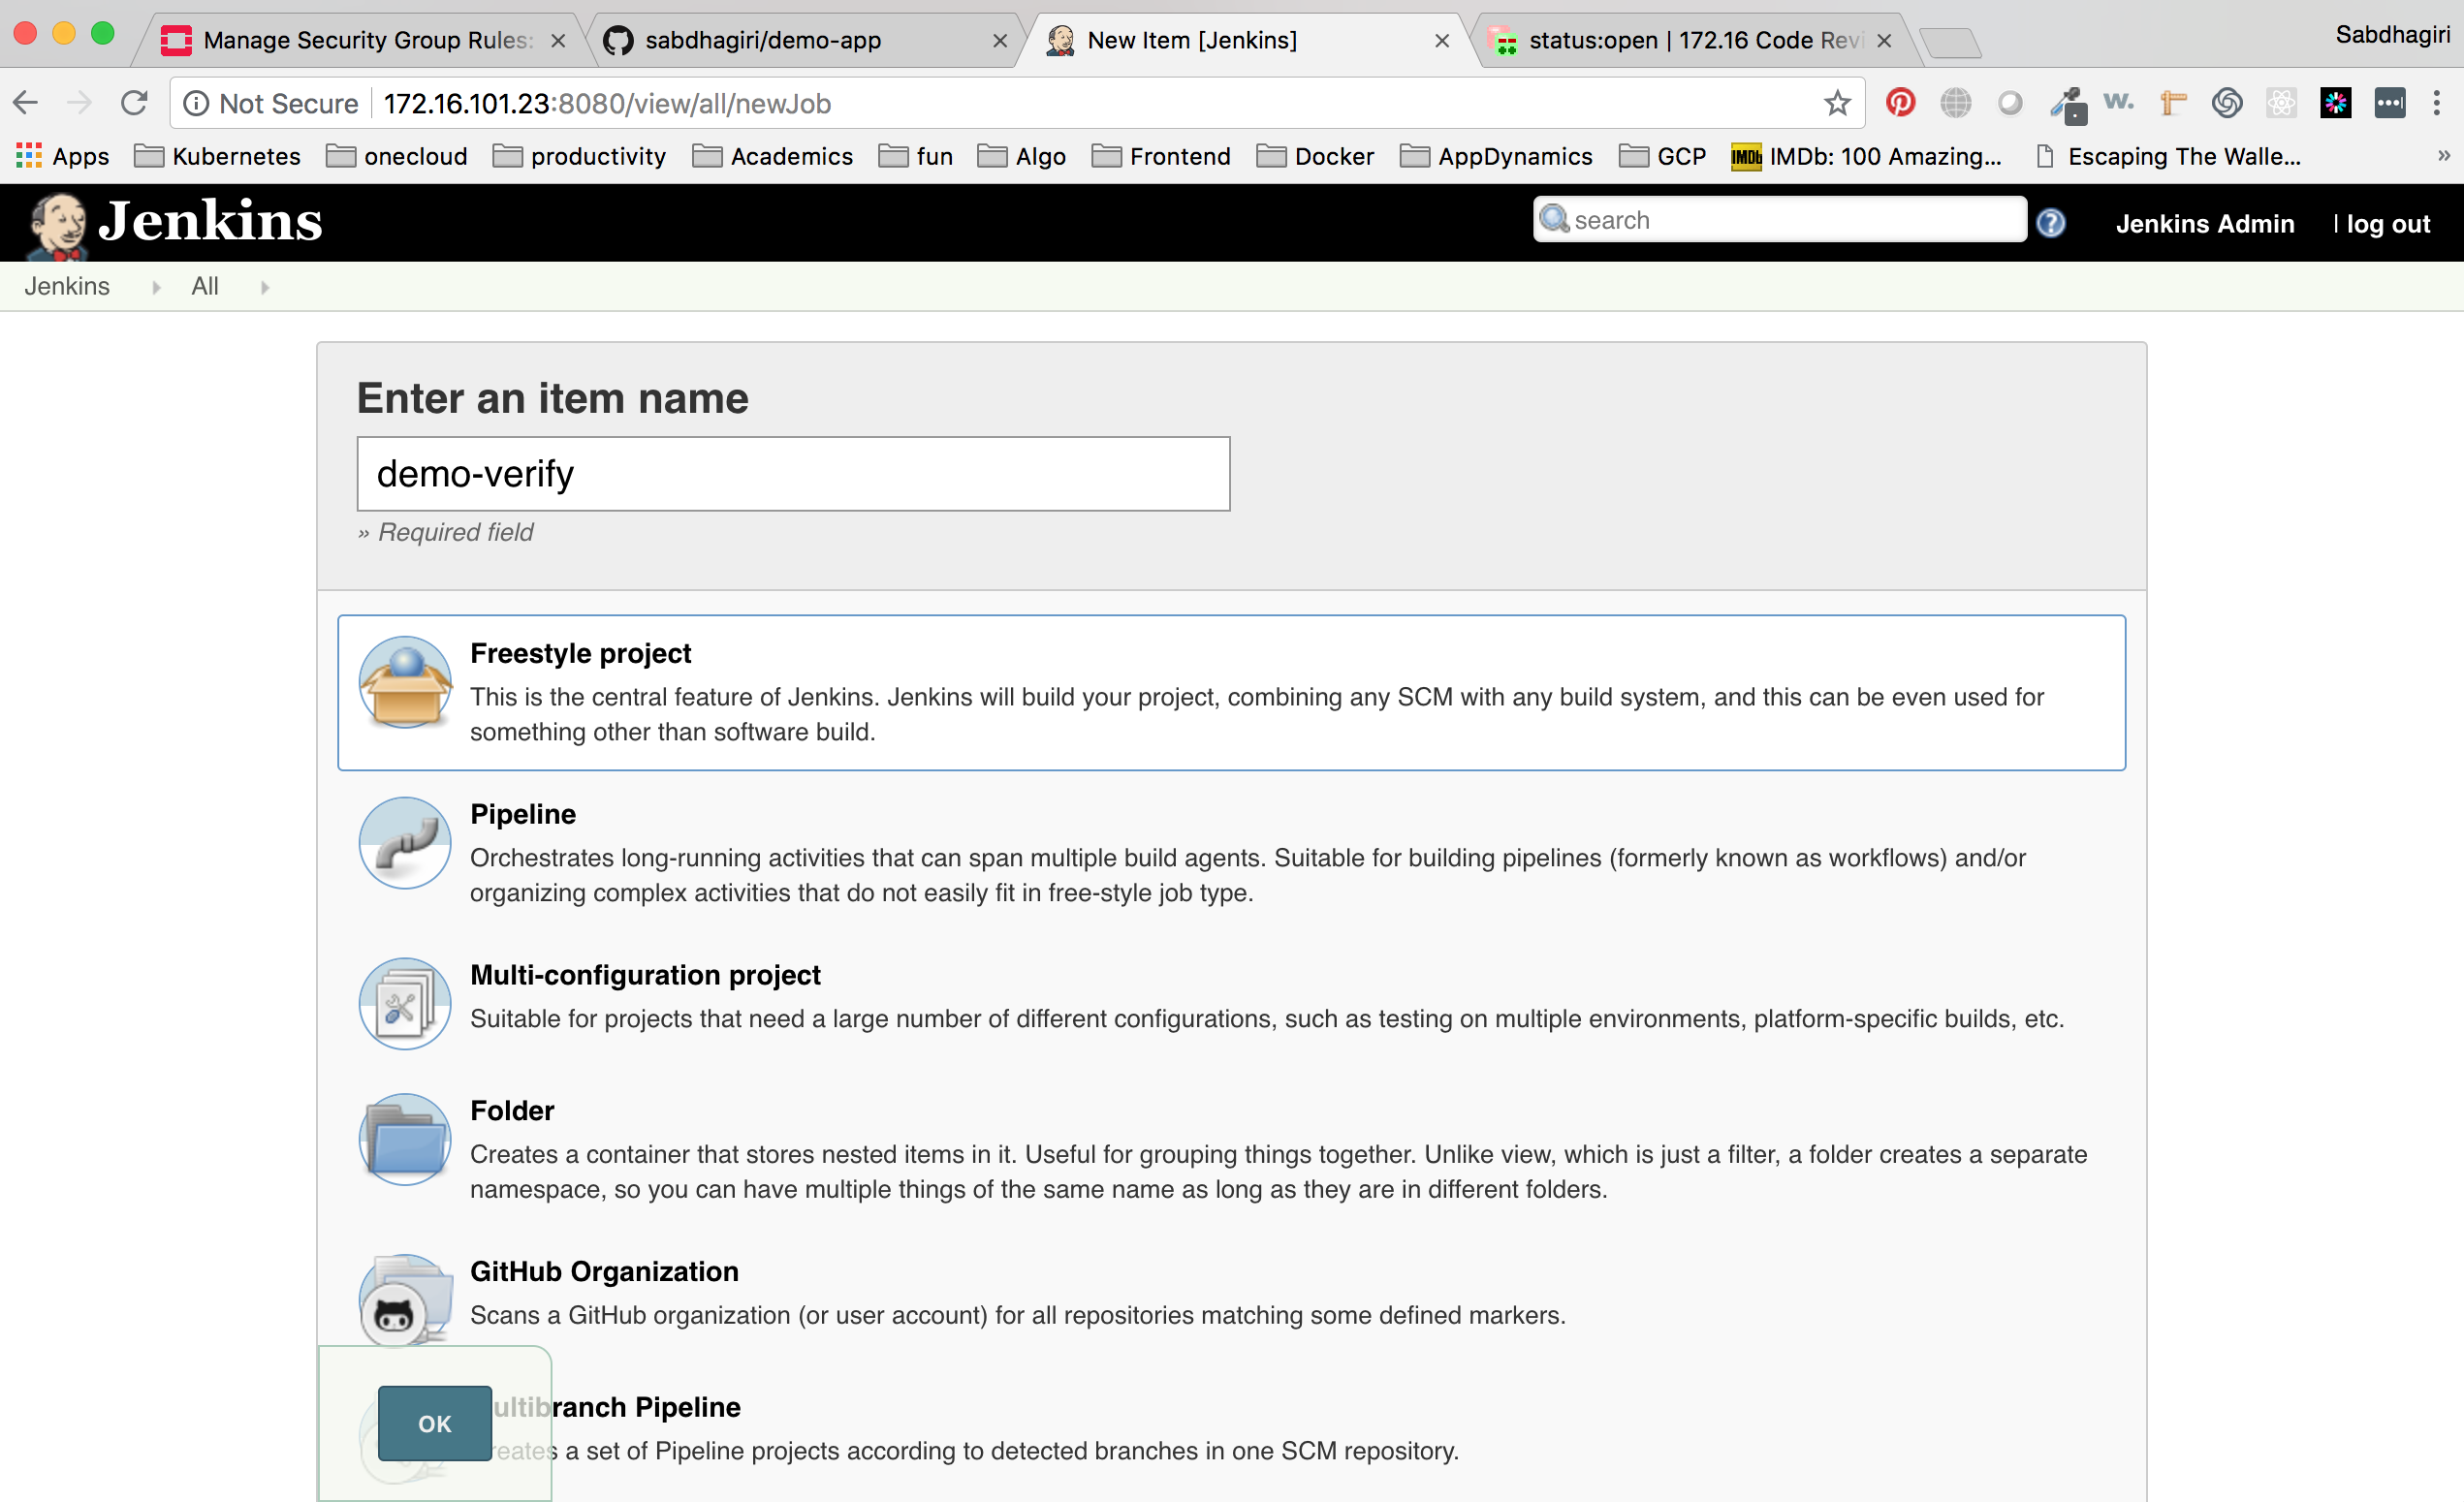 Manage Security Group Rules:
sabdhagiri/demo-app
New Item [Jenkins]
status:open | 172.16 Code Revi
Sabdhagiri
Not Secure 172.16.101.23:8080/view/all/newJob
w.
Apps Kubernetes onecloud productivity Academics fun Algo Frontend Docker AppDynamics GCP IMDb IMDb: 100 Amazing... Escaping The Walle... »
Jenkins
search
?
Jenkins Admin
| log out
Jenkins All
Enter an item name
demo-verify
» Required field
Freestyle project
This is the central feature of Jenkins. Jenkins will build your project, combining any SCM with any build system, and this can be even used for
something other than software build.
Pipeline
Orchestrates long-running activities that can span multiple build agents. Suitable for building pipelines (formerly known as workflows) and/or
organizing complex activities that do not easily fit in free-style job type.
Multi-configuration project
Suitable for projects that need a large number of different configurations, such as testing on multiple environments, platform-specific builds, etc.
Folder
Creates a container that stores nested items in it. Useful for grouping things together. Unlike view, which is just a filter, a folder creates a separate
namespace, so you can have multiple things of the same name as long as they are in different folders.
GitHub Organization
Scans a GitHub organization (or user account) for all repositories matching some defined markers.
OK
ultibranch Pipeline
reates a set of Pipeline projects according to detected branches in one SCM repository.